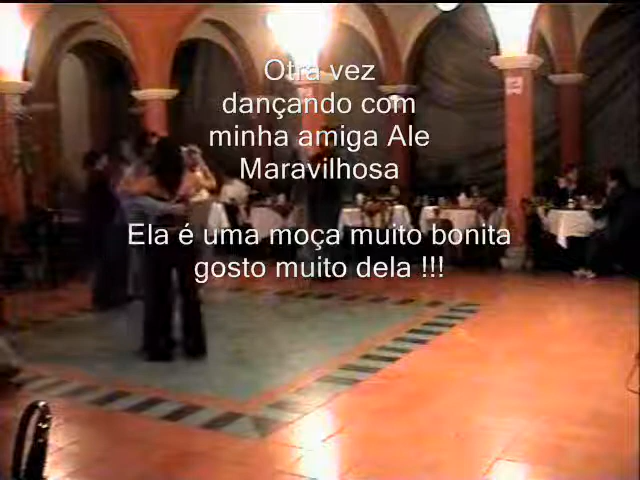 Otra vez
dançando com
minha amiga Ale
Maravilhosa
Ela é uma moça muito bonita
gosto muito dela !!!